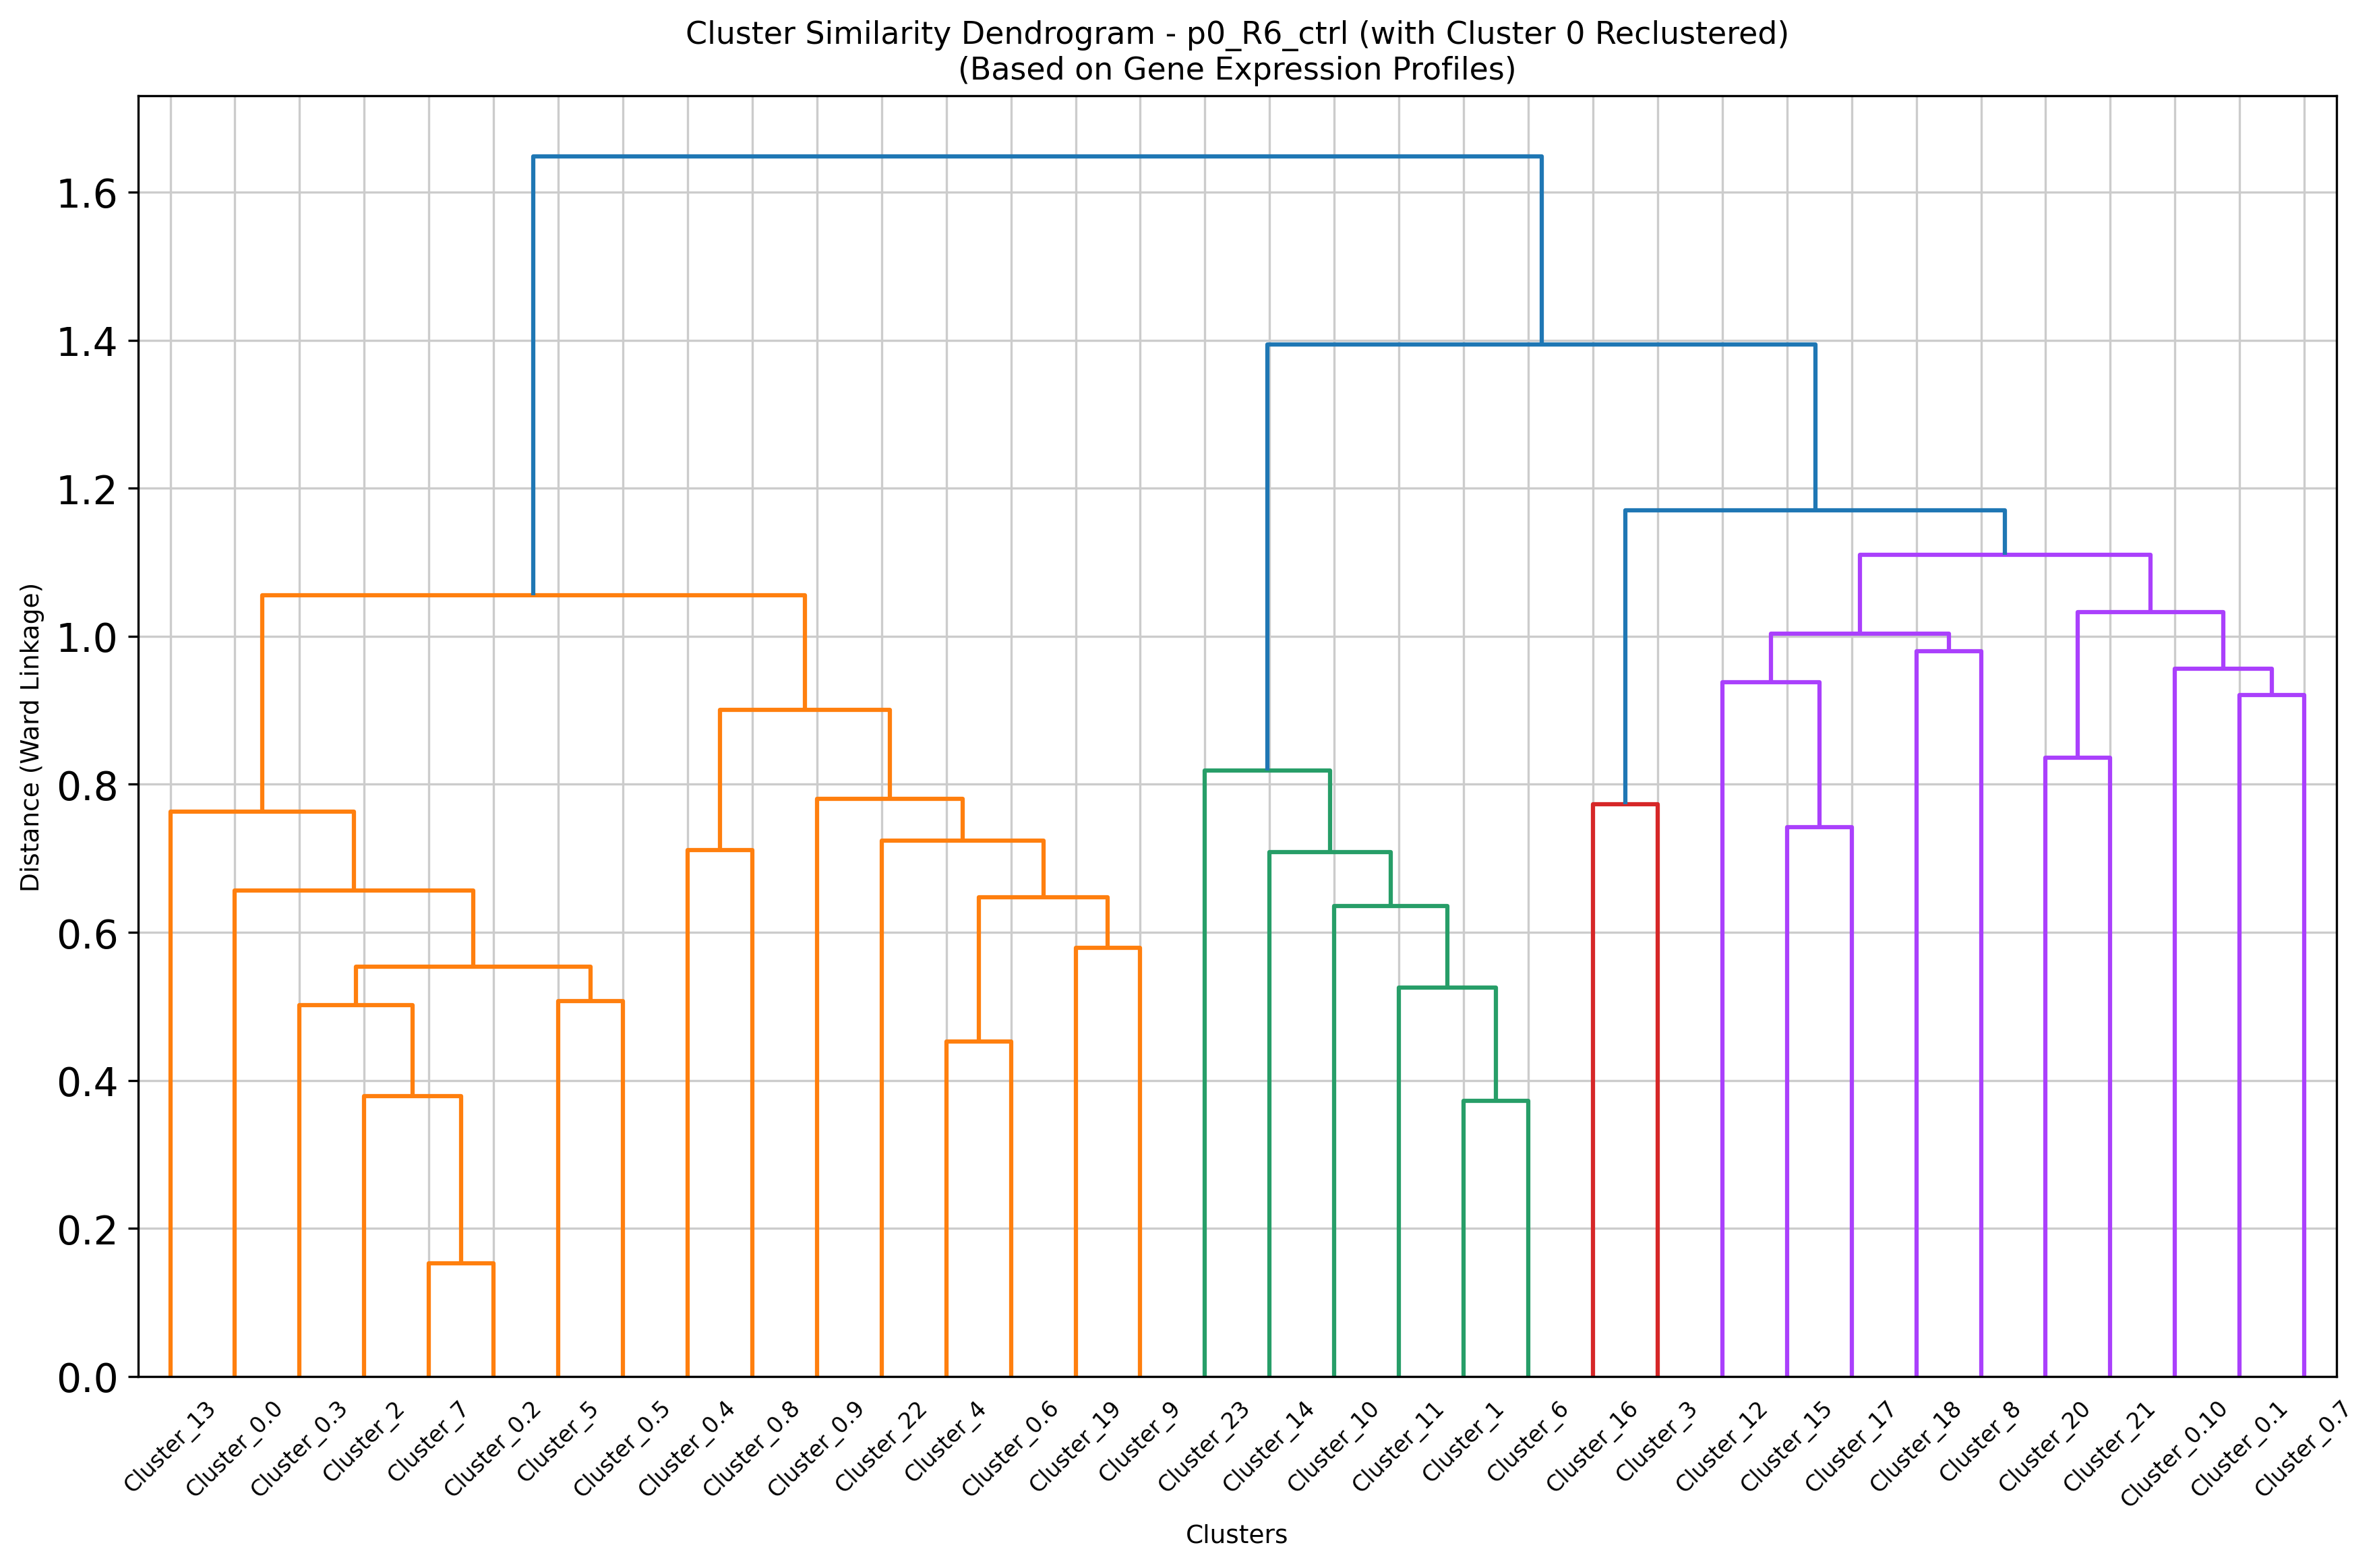 Cluster Similarity Dendrogram - p0_R6_ctrl (with Cluster 0 Reclustered)
(Based on Gene Expression Profiles)
Distance (Ward Linkage)
1.6
1.4
1.2
1.0
0.8
0.6
0.4
0.2
0.0
Cluster_13
Cluster_0.0
Cluster_0.3
Cluster_2
Cluster_7
Cluster_0.2
Cluster_5
Cluster_0.5
Cluster_0.4
Cluster_0.8
Cluster_0.9
Cluster_22
Cluster_4
Cluster_0.6
Cluster_19
Cluster_9
Cluster_23
Cluster_14
Cluster_10
Cluster_11
Cluster_1
Cluster_6
Cluster_16
Cluster_3
Cluster_12
Cluster_15
Cluster_17
Cluster_18
Cluster_8
Cluster_20
Cluster_21
Cluster_0.10
Cluster_0.1
Cluster_0.7
Clusters